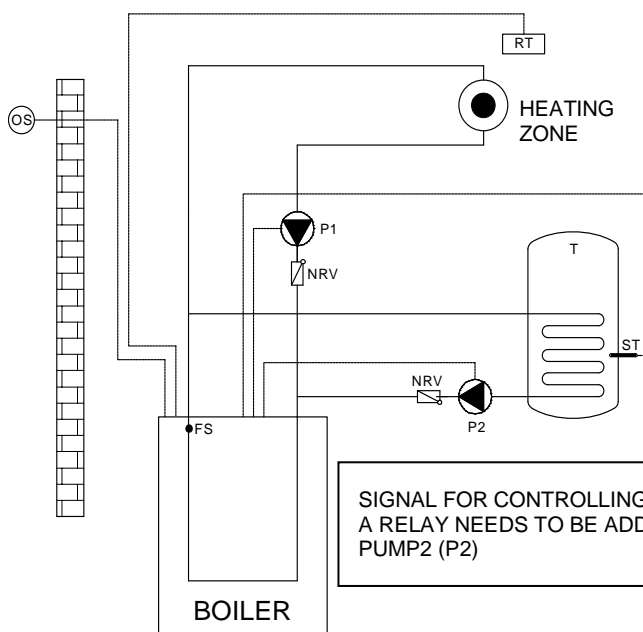 RT
OS
HEATING
ZONE
P1
NRV
T
ST
NRV
P2
FS
SIGNAL FOR CONTROLLING
A RELAY NEEDS TO BE ADD
PUMP2 (P2)
BOILER